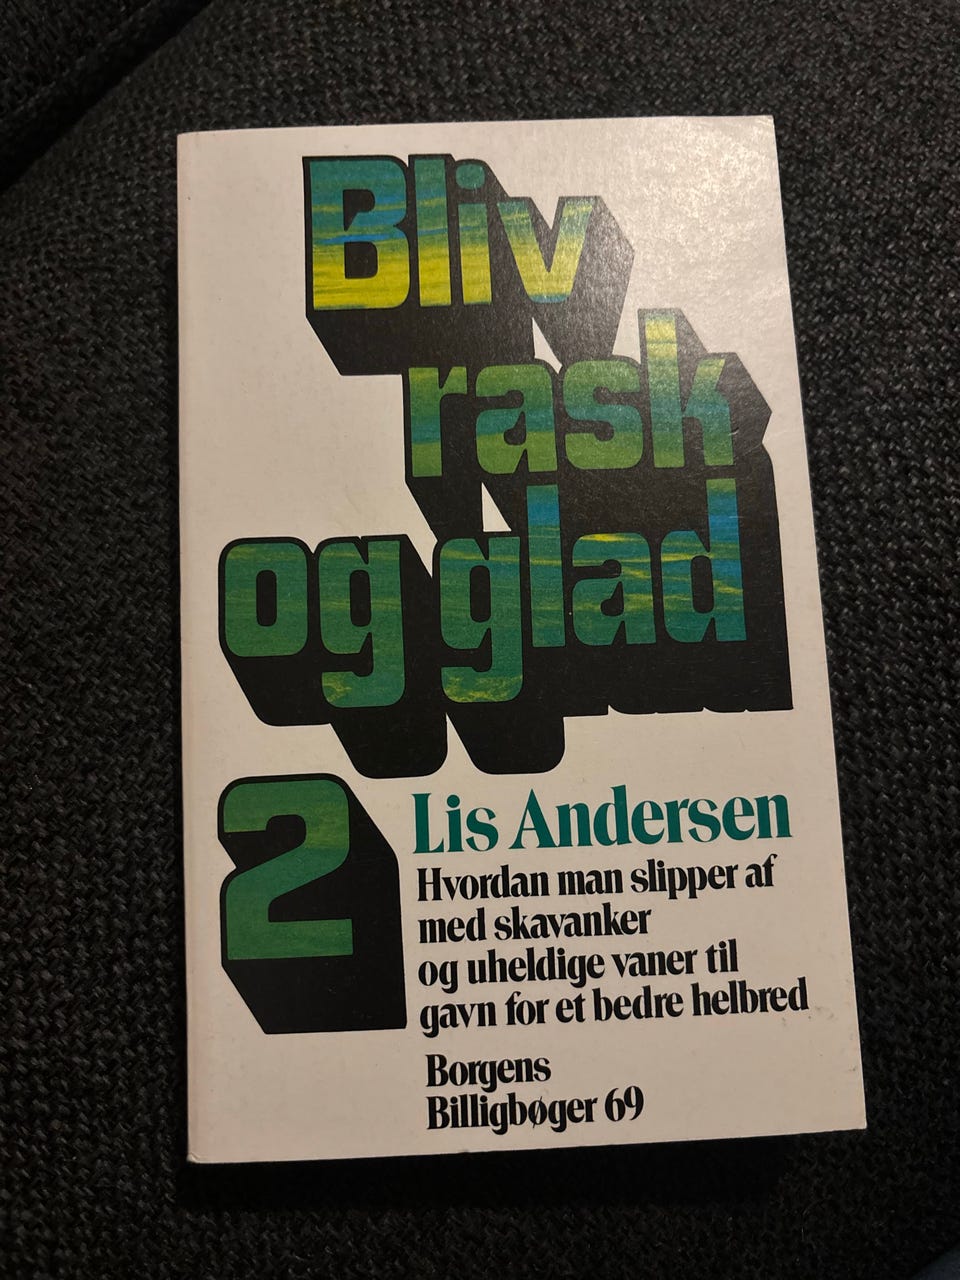 Bliv
rask
og glad
2
Lis Andersen
Hvordan man slipper af
med skavanker
og uheldige vaner til
gavn for et bedre helbred
Borgens
Billigbøger 69